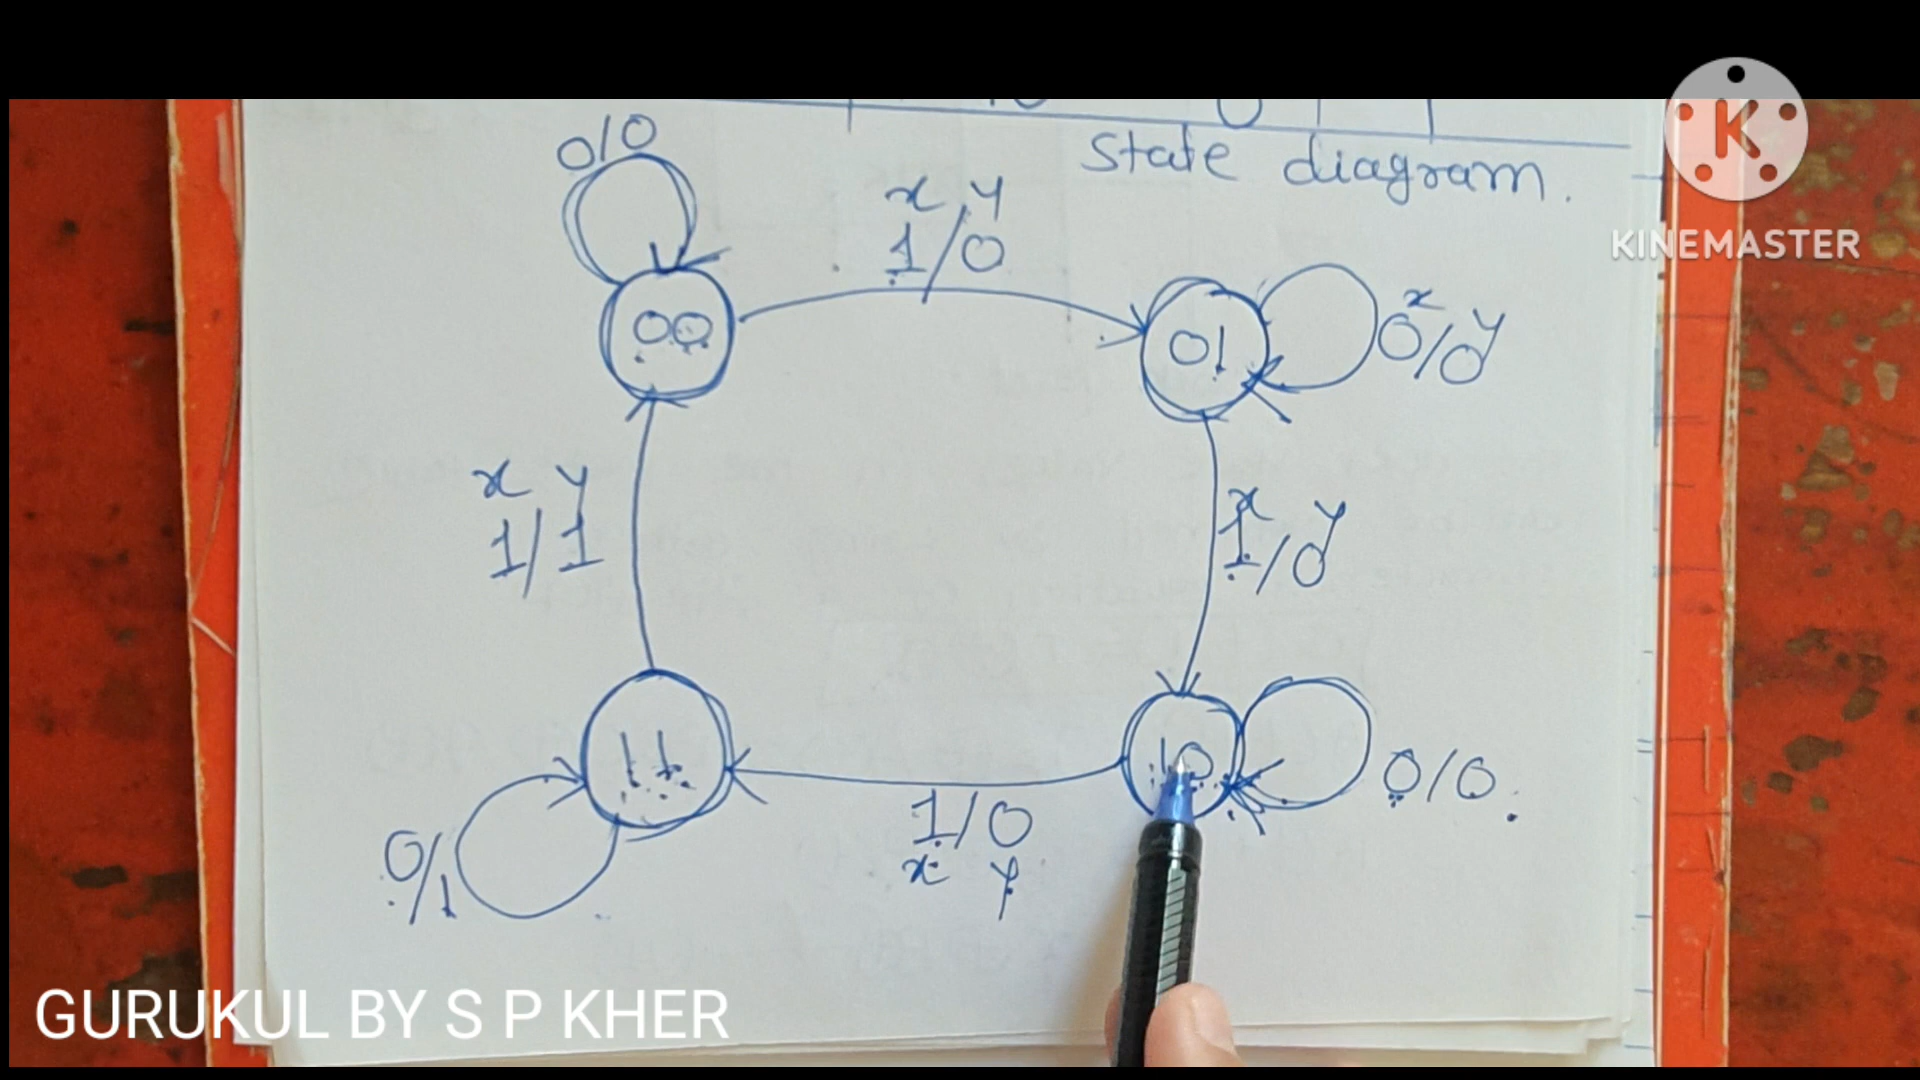 State diagram.
KINEMASTER
0/0
x y
1/0
00
01
x y
0/0
x y
1/1
x y
1/0
11
10
0/0.
0/1
1/0
x y
GURUKUL BY S P KHER